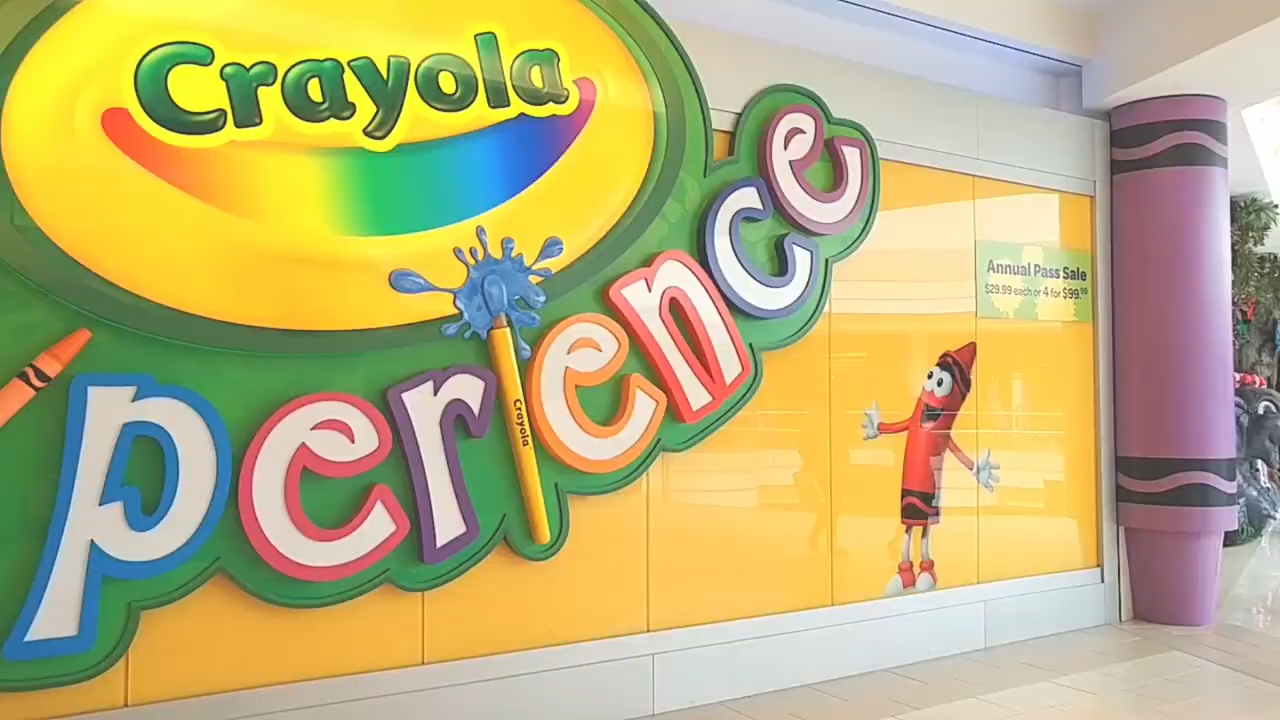 Crayola
perience
Crayola
Annual Pass Sale
$29.99 each or 4 for $99.99